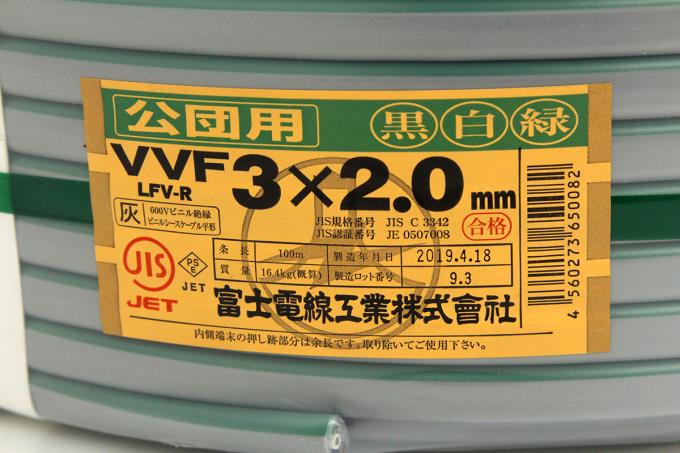 公団用 黒 白 緑
VVF 3×2.0mm
LFV-R
灰 600Vビニル絶縁
ビニルシースケーブル平形
JIS規格番号 JIS C 3342
JIS認証番号 JE 0507008
合格
JIS
JET
PS
E
JET
条長 100m 製造年月日 2019.4.18
質量 16.4kg(概算) 製造ロット番号 9.3
富士電線工業株式會社
内側端末の押し跡部分は余長です。取り除いてご使用下さい。
4 560273 650082